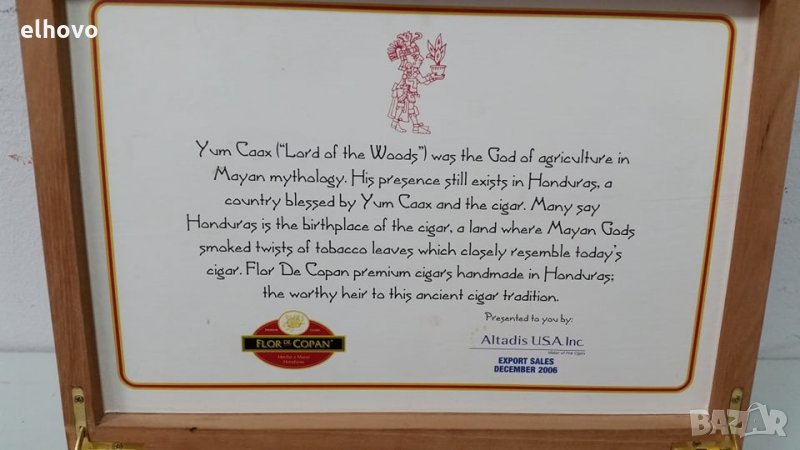 elhovo
Yum Caax ("Lord of the Woods") was the God of agriculture in
Mayan mythology. His presence still exists in Honduras, a
country blessed by Yum Caax and the cigar. Many say
Honduras is the birthplace of the cigar, a land where Mayan Gods
smoked twists of tobacco leaves which closely resemble today's
cigar. Flor De Copan premium cigars handmade in Honduras;
the worthy heir to this ancient cigar tradition.
Presented to you by:
FLOR DE COPAN
Hecho a Mano
Honduras
Altadis U.S.A. Inc.
EXPORT SALES
DECEMBER 2006
BAZAR